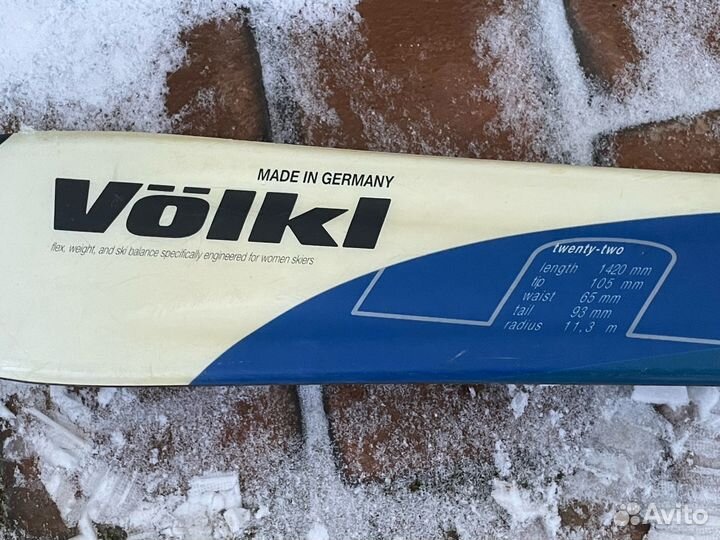 MADE IN GERMANY
völkl
flex, weight, and ski balance specifically engineered for women skiers
twenty-two
length 1420 mm
tip 105 mm
waist 65 mm
tail 93 mm
radius 11,3 m
Avito